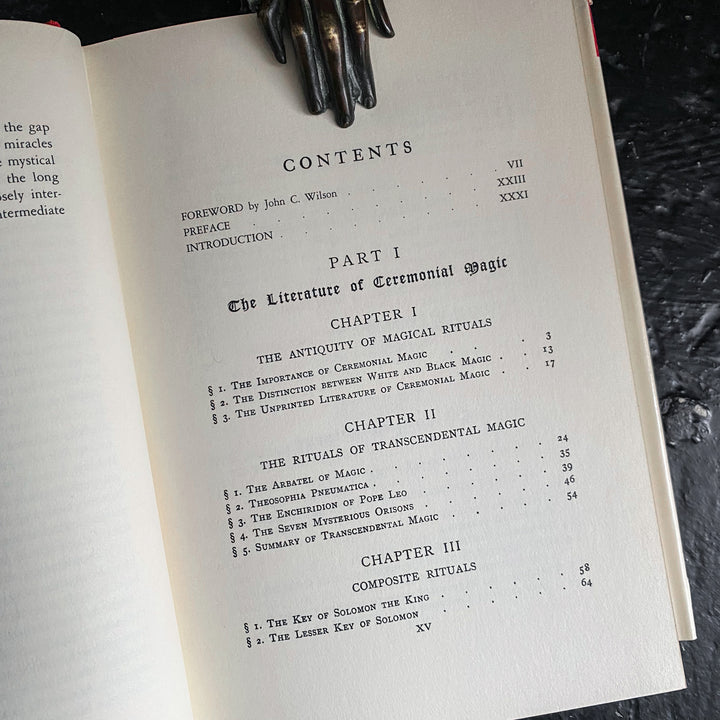 the gap
miracles
mystical
the long
osely inter-
ntermediate
CONTENTS
FOREWORD by John C. Wilson . . . . . VII
PREFACE . . . . . . . XXIII
INTRODUCTION . . . . . . . XXXI
PART I
The Literature of Ceremonial Magic
CHAPTER I
THE ANTIQUITY OF MAGICAL RITUALS
§ 1. The Importance of Ceremonial Magic . . . 3
§ 2. The Distinction between White and Black Magic . . 13
§ 3. The Unprinted Literature of Ceremonial Magic . . 17
CHAPTER II
THE RITUALS OF TRANSCENDENTAL MAGIC
§ 1. The Arbatel of Magic . . . . . . 24
§ 2. Theosophia Pneumatica . . . . . . 35
§ 3. The Enchiridion of Pope Leo . . . . . 39
§ 4. The Seven Mysterious Orisons . . . . . 46
§ 5. Summary of Transcendental Magic . . . . 54
CHAPTER III
COMPOSITE RITUALS
§ 1. The Key of Solomon the King . . . . . 58
§ 2. The Lesser Key of Solomon . . . . . 64
XV